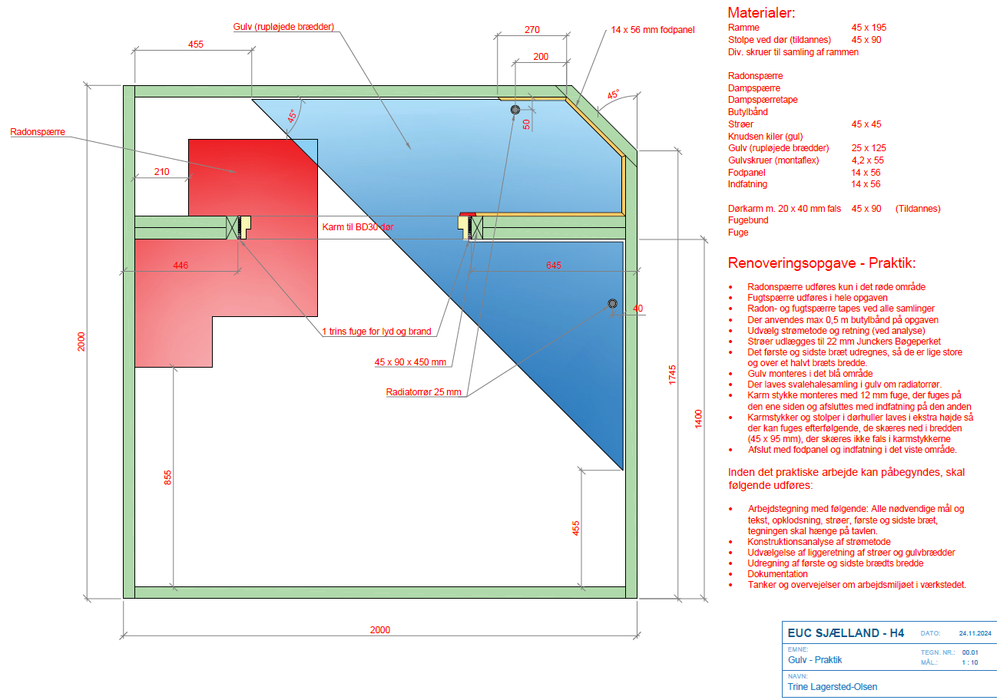 Gulv (rupløjede brædder)
14 x 56 mm fodpanel
270
455
200
45°
45°
50
Radonspærre
210
Karm til BD30 dør
446
645
40
1 trins fuge for lyd og brand
2000
45 x 90 x 450 mm
Radiatorrør 25 mm
1745
1400
855
455
2000
Materialer:
Ramme 45 x 195
Stolpe ved dør (tildannes) 45 x 90
Div. skruer til samling af rammen
Radonspærre
Dampspærre
Dampspærretape
Butylbånd
Strøer 45 x 45
Knudsen kiler (gul)
Gulv (rupløjede brædder) 25 x 125
Gulvskruer (montaflex) 4,2 x 55
Fodpanel 14 x 56
Indfatning 14 x 56
Dørkarm m. 20 x 40 mm fals 45 x 90 (Tildannes)
Fugebund
Fuge
Renoveringsopgave - Praktik:
• Radonspærre udføres kun i det røde område
• Fugtspærre udføres i hele opgaven
• Radon- og fugtspærre tapes ved alle samlinger
• Der anvendes max 0,5 m butylbånd på opgaven
• Udvælg strømetode og retning (ved analyse)
• Strøer udlægges til 22 mm Junckers Bøgeperket
• Det første og sidste bræt udregnes, så de er lige store
og over et halvt bræts bredde.
• Gulv monteres i det blå område
• Der laves svalehalesamling i gulv om radiatorrør.
• Karm stykke monteres med 12 mm fuge, der fuges på
den ene siden og afsluttes med indfatning på den anden
• Karmstykker og stolper i dørhuller laves i ekstra højde så
der kan fuges efterfølgende, de skæres ned i bredden
(45 x 95 mm), der skæres ikke fals i karmstykkerne
• Afslut med fodpanel og indfatning i det viste område.
Inden det praktiske arbejde kan påbegyndes, skal
følgende udføres:
• Arbejdstegning med følgende: Alle nødvendige mål og
tekst, opklodsning, strøer, første og sidste bræt,
tegningen skal hænge på tavlen.
• Konstruktionsanalyse af strømetode
• Udvælgelse af liggeretning af strøer og gulvbrædder
• Udregning af første og sidste brædts bredde
• Dokumentation
• Tanker og overvejelser om arbejdsmiljøet i værkstedet.
EUC SJÆLLAND - H4 DATO: 24.11.2024
EMNE:
Gulv - Praktik
TEGN. NR.: 00.01
MÅL.: 1 : 10
NAVN:
Trine Lagersted-Olsen